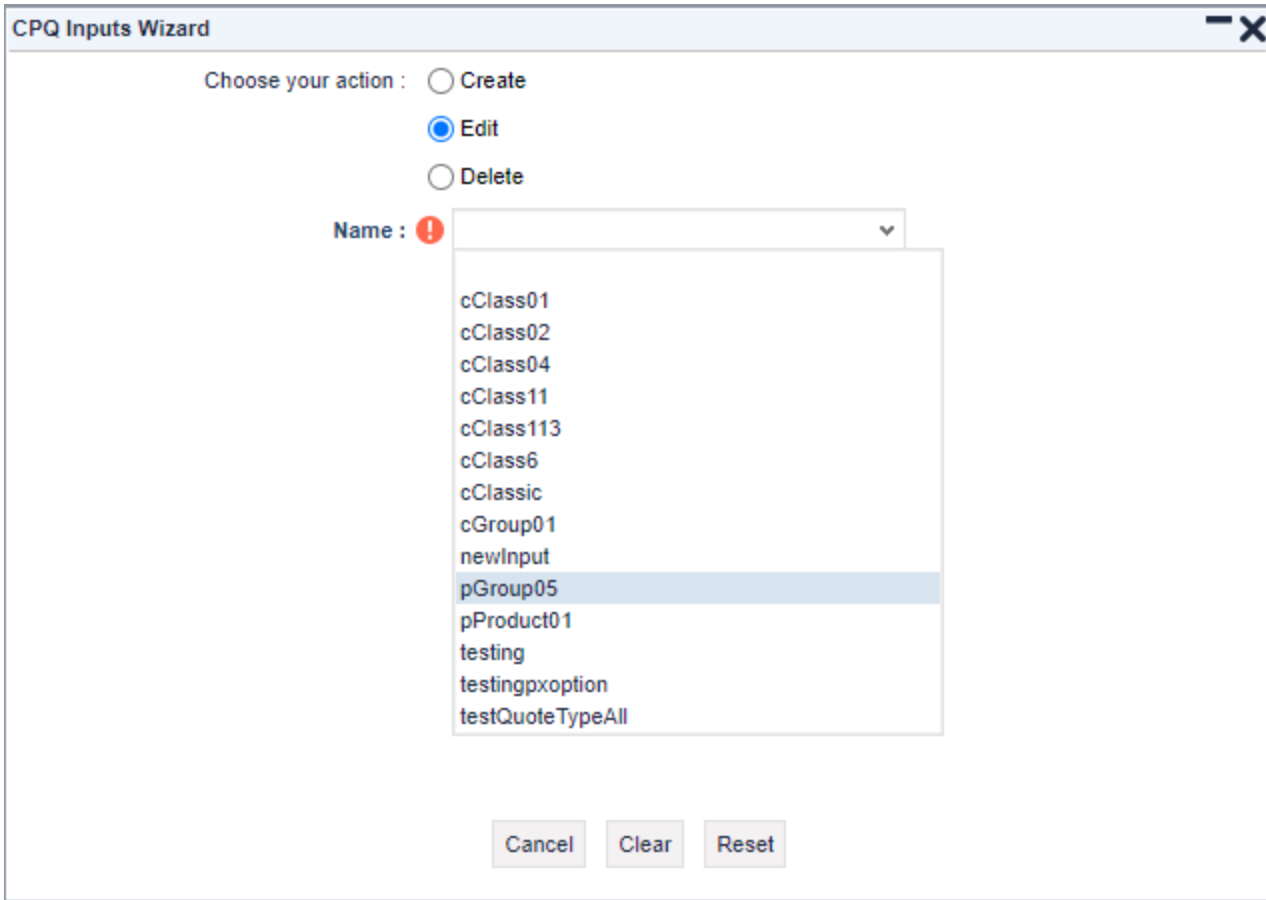 CPQ Inputs Wizard
Choose your action : Create
Edit
Delete
Name :
cClass01
cClass02
cClass04
cClass11
cClass113
cClass6
cClassic
cGroup01
newInput
pGroup05
pProduct01
testing
testingpxoption
testQuoteTypeAll
Cancel Clear Reset